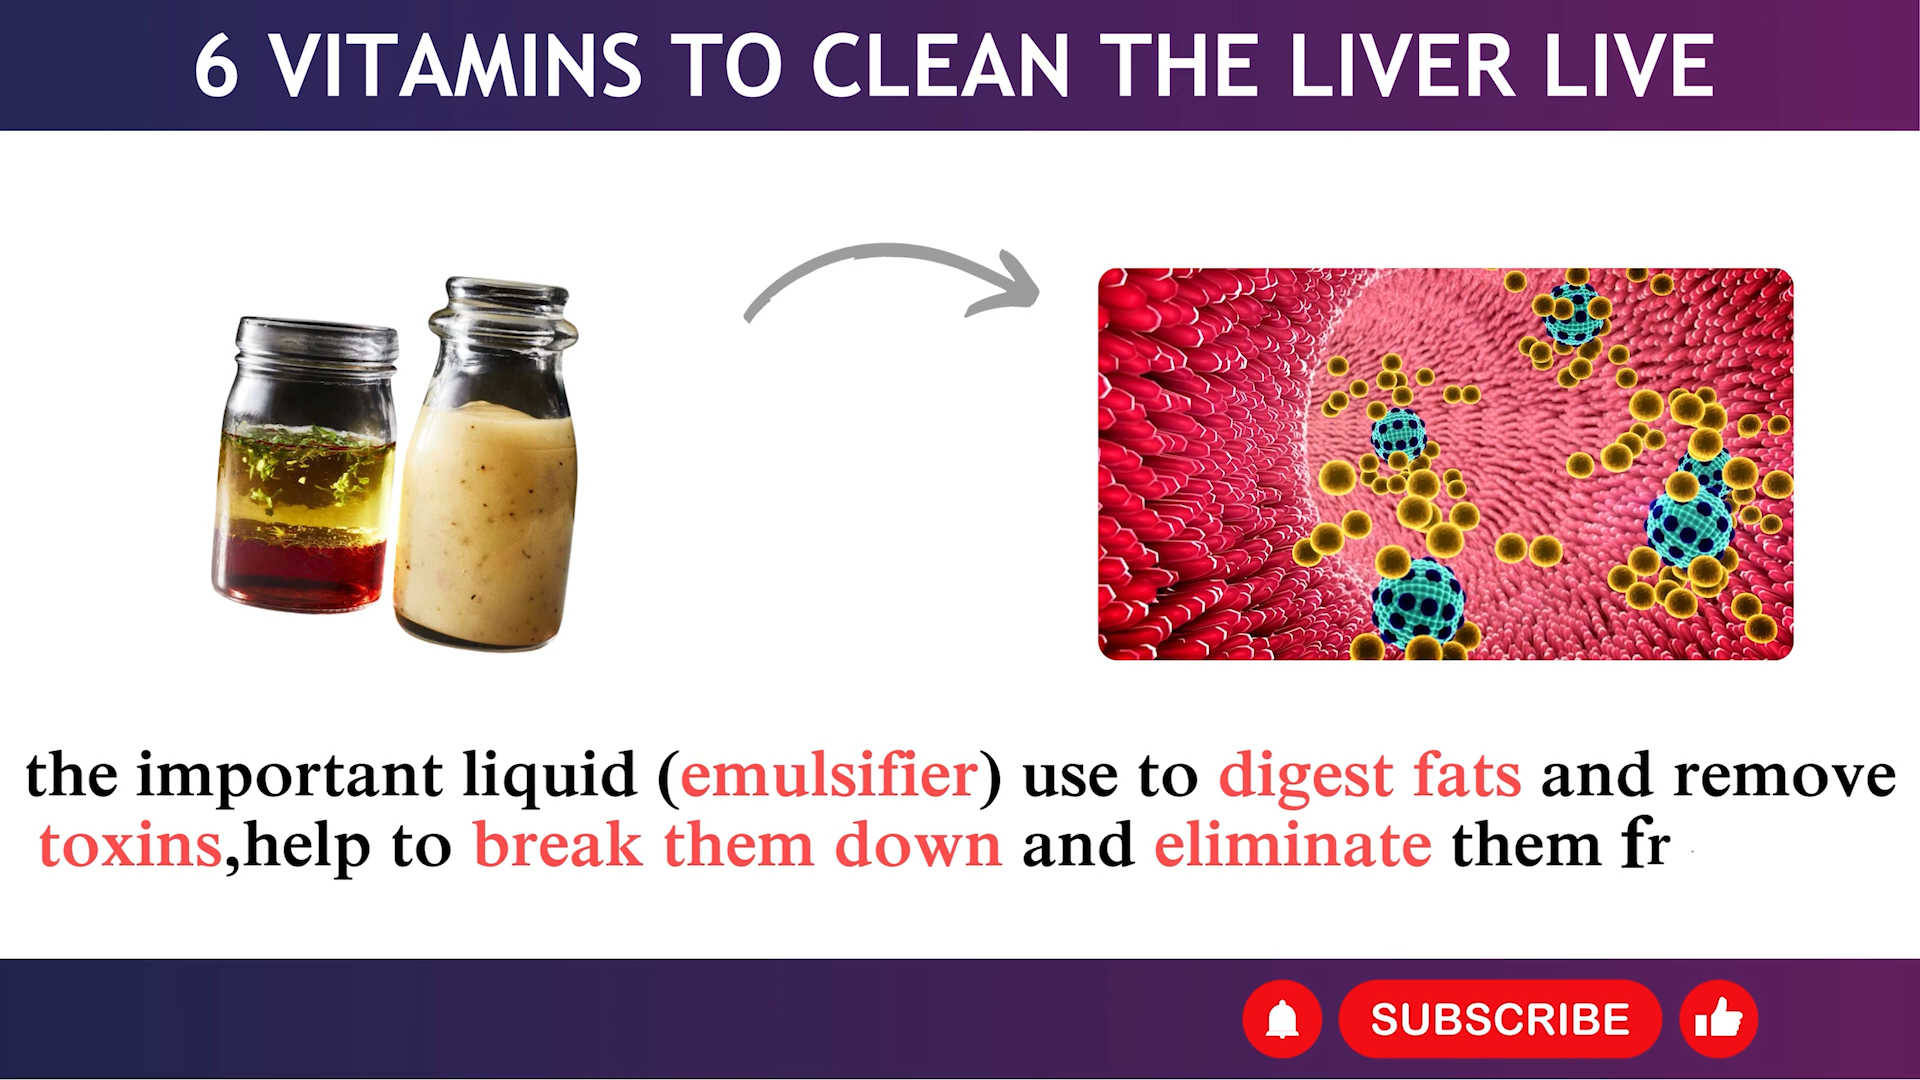 6 VITAMINS TO CLEAN THE LIVER LIVE
the important liquid (emulsifier) use to digest fats and remove
toxins,help to break them down and eliminate them fr
SUBSCRIBE